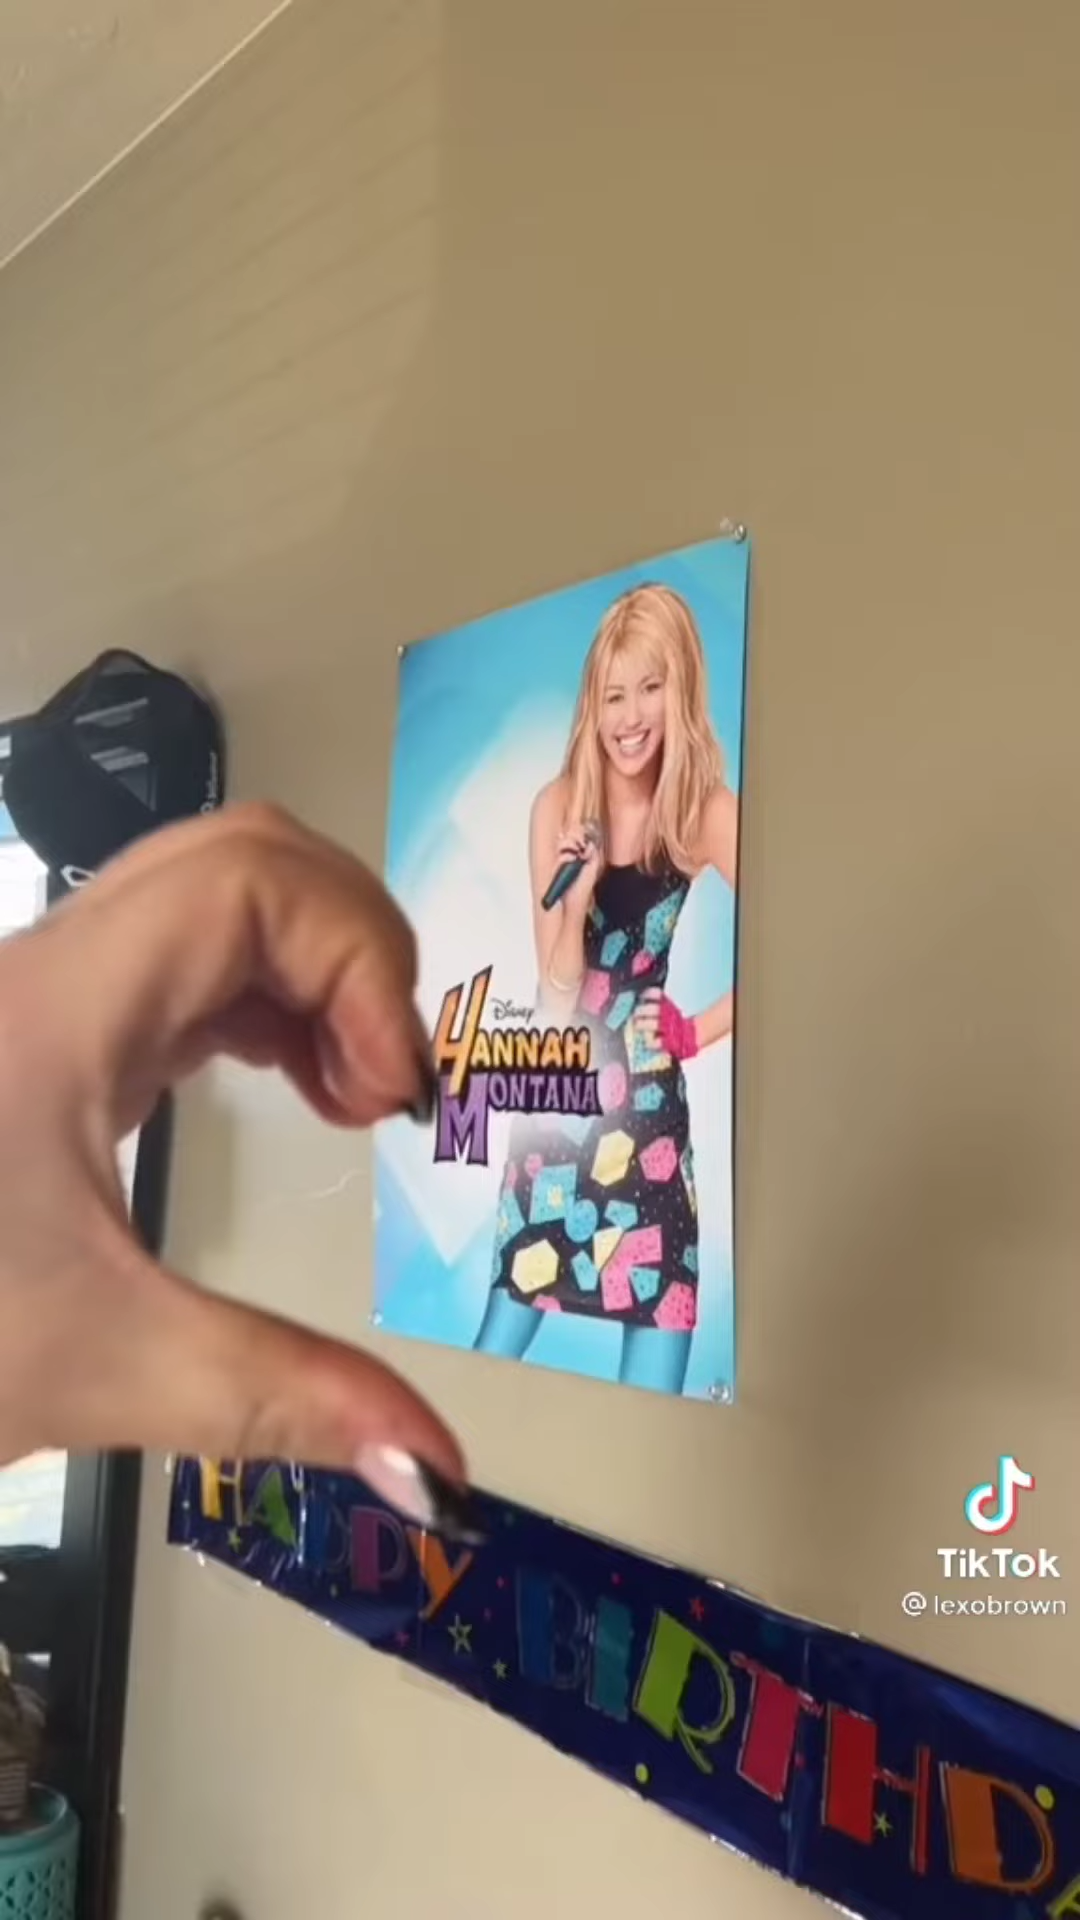 Disney
HANNAH
MONTANA
HAPPY BIRTHDA
TikTok
@lexobrown